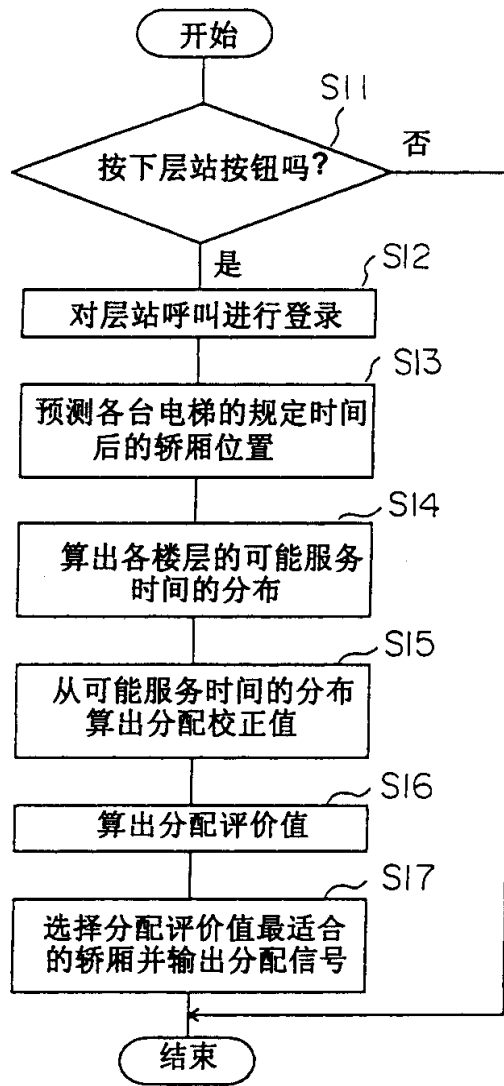 开始
S11
按下层站按钮吗?
否
是
S12
对层站呼叫进行登录
S13
预测各台电梯的规定时间
后的轿厢位置
S14
算出各楼层的可能服务
时间的分布
S15
从可能服务时间的分布
算出分配校正值
S16
算出分配评价值
S17
选择分配评价值最适合
的轿厢并输出分配信号
结束